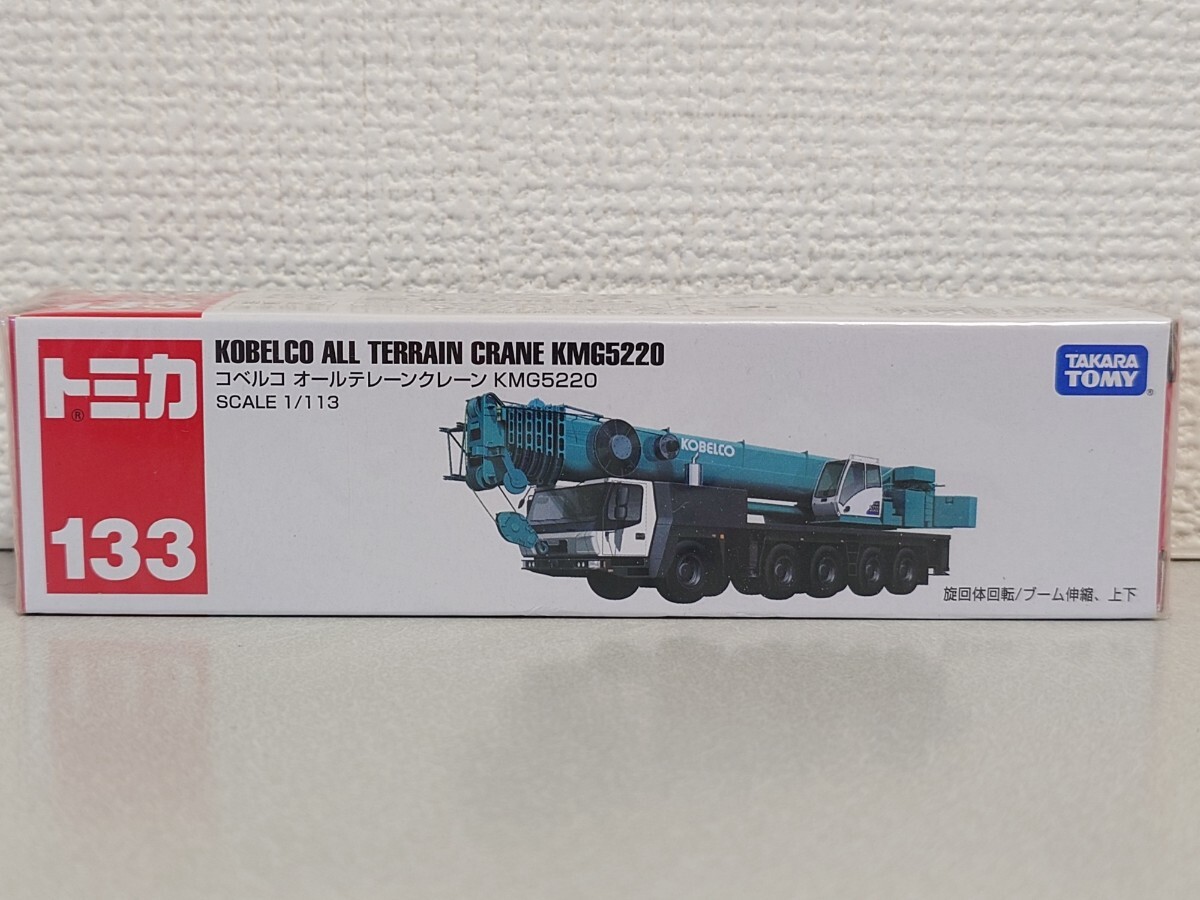 トミカ®
133
KOBELCO ALL TERRAIN CRANE KMG5220
コベルコ オールテレーンクレーン KMG5220
SCALE 1/113
KOBELCO
TAKARA
TOMY®
旋回体回転/ブーム伸縮、上下